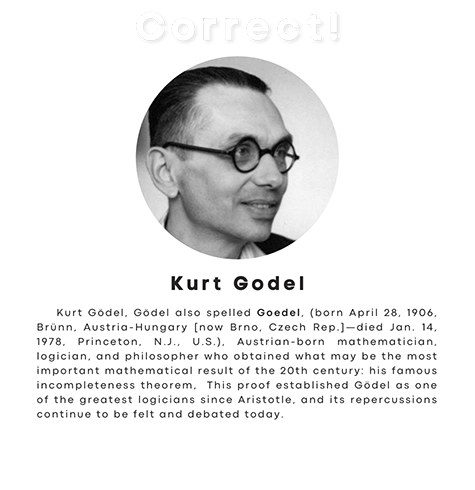 Correct!
Kurt Godel
Kurt Gödel, Gödel also spelled Goedel, (born April 28, 1906,
Brünn, Austria-Hungary [now Brno, Czech Rep.]—died Jan. 14,
1978, Princeton, N.J., U.S.), Austrian-born mathematician,
logician, and philosopher who obtained what may be the most
important mathematical result of the 20th century: his famous
incompleteness theorem, This proof established Gödel as one
of the greatest logicians since Aristotle, and its repercussions
continue to be felt and debated today.